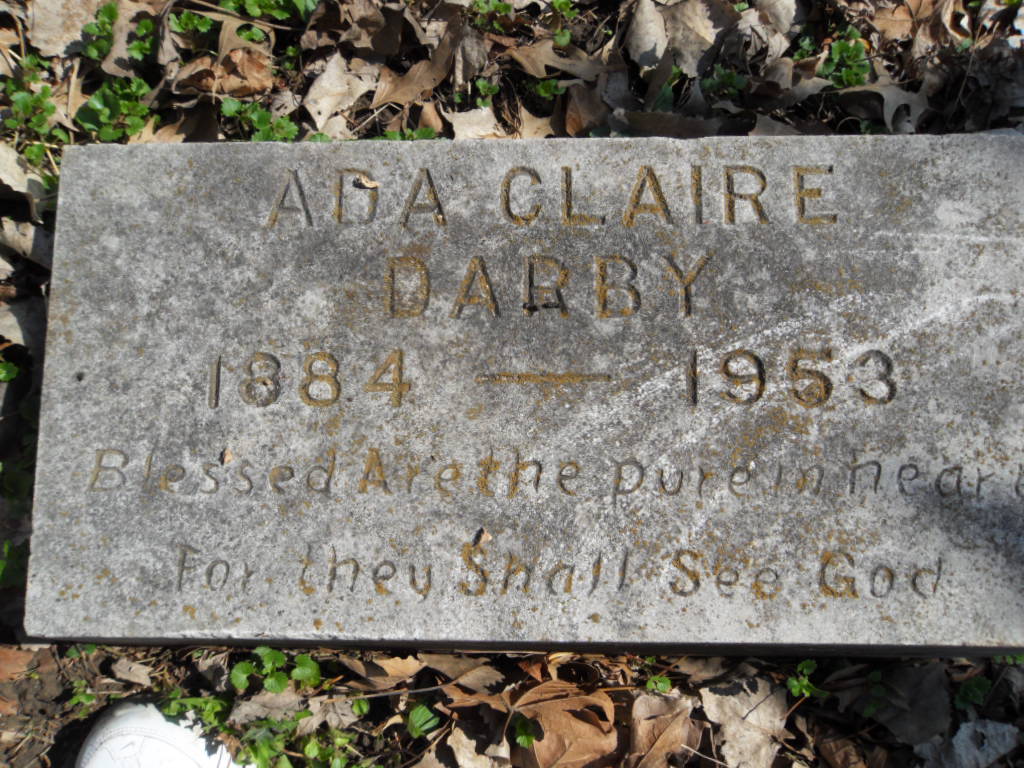 ADA CLAIRE
DARBY
1884 — 1953
Blessed Are the pure in heart
For they Shall See God